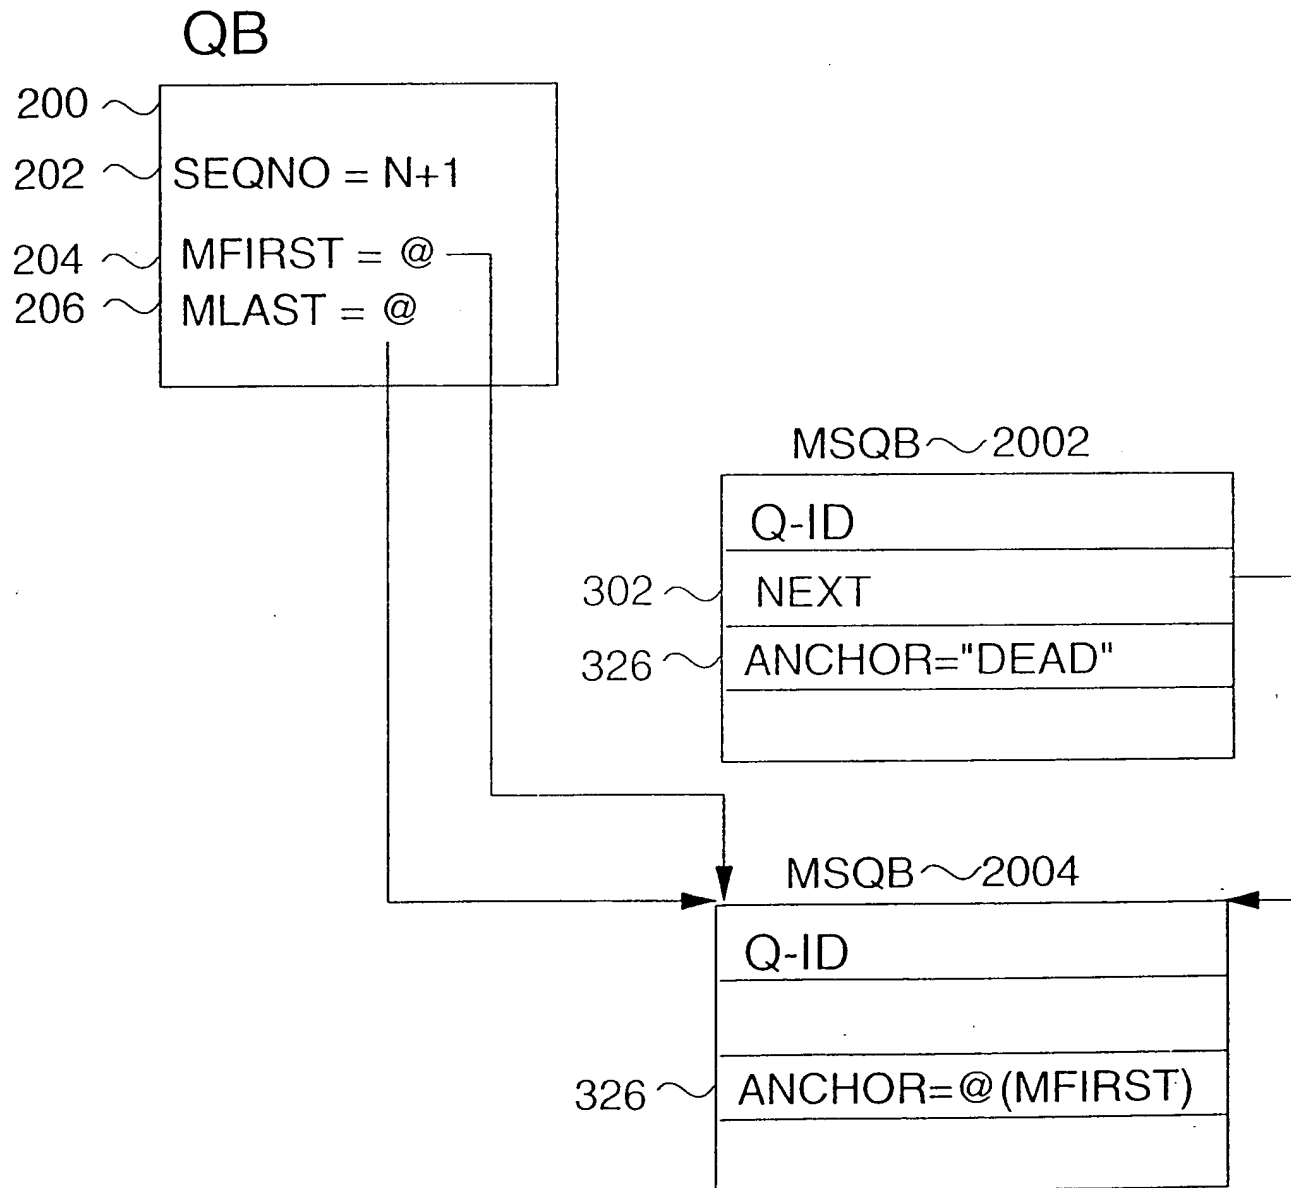 QB
200
202 SEQNO = N+1
204 MFIRST = @
206 MLAST = @
MSQB 2002
Q-ID
302 NEXT
326 ANCHOR="DEAD"
MSQB 2004
Q-ID
326 ANCHOR=@(MFIRST)